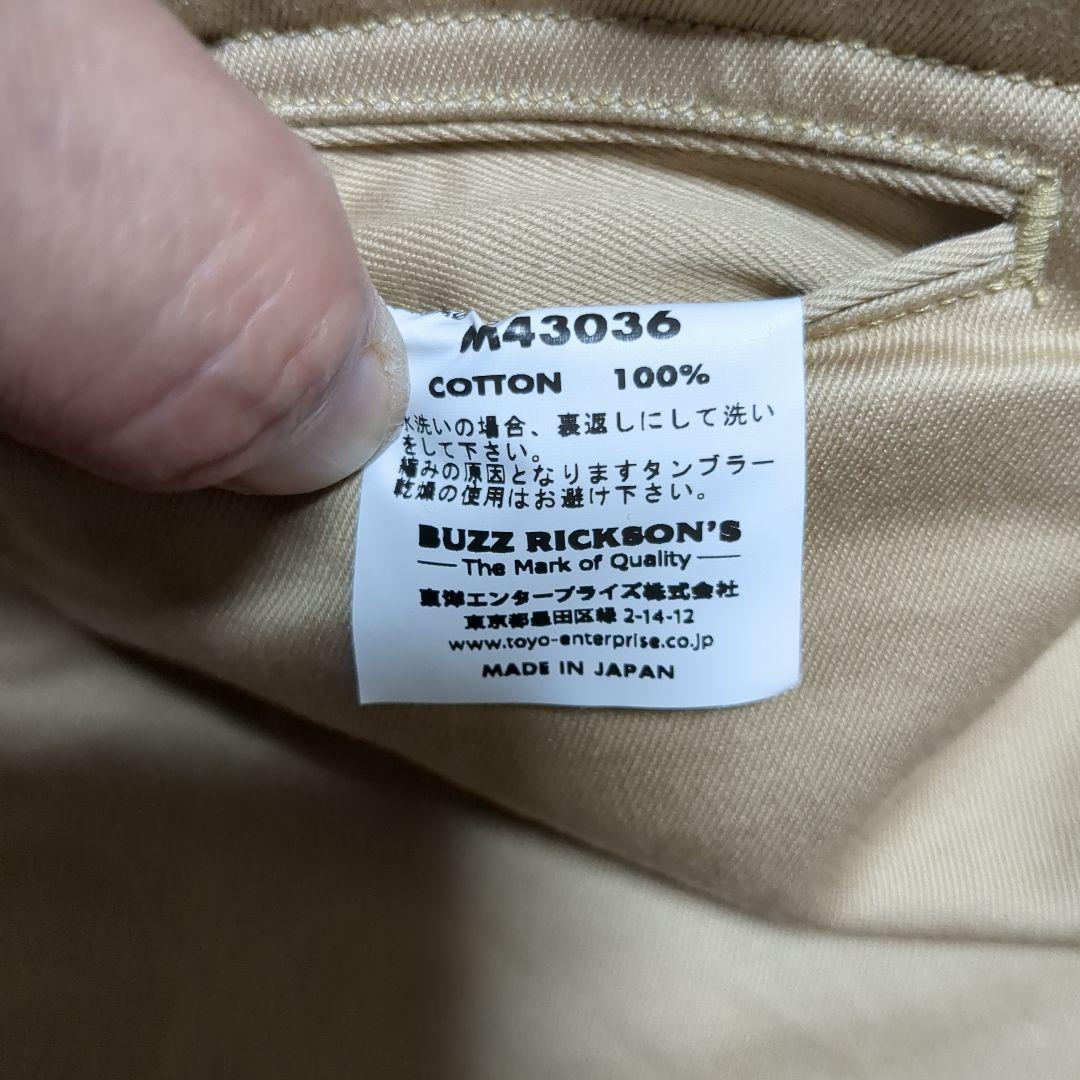 M43036
COTTON 100%
水洗いの場合、裏返しにして洗い
をして下さい。
縮みの原因となりますタンブラー
乾燥の使用はお避け下さい。
BUZZ RICKSON'S
The Mark of Quality
東洋エンタープライズ株式会社
東京都墨田区緑 2-14-12
www.toyo-enterprise.co.jp
MADE IN JAPAN